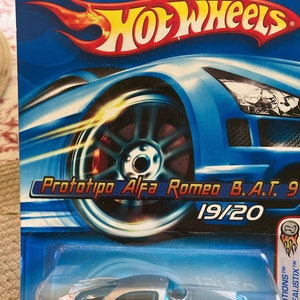 Hot Wheels
Prototipo Alfa Romeo B.A.T. 9
19/20